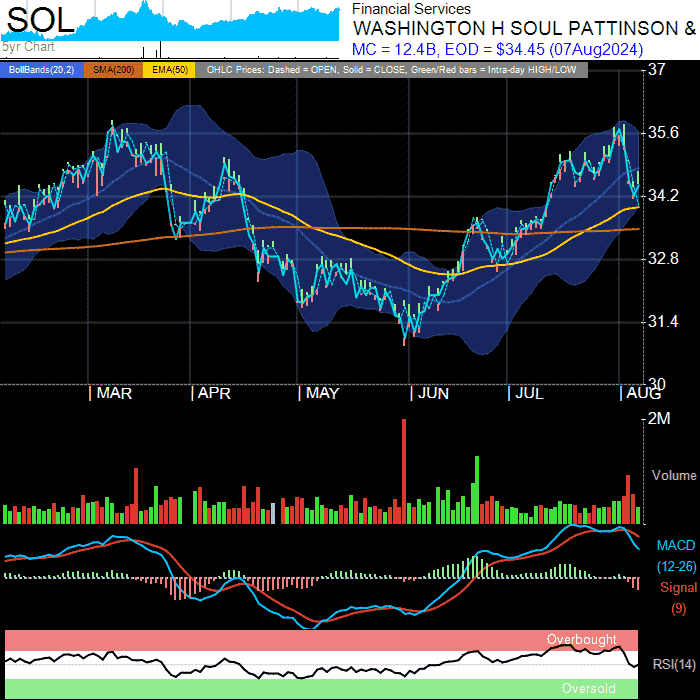 SOL
Financial Services
WASHINGTON H SOUL PATTINSON &
5yr Chart
MC = 12.4B, EOD = $34.45 (07Aug2024)
BollBands(20,2) SMA(200) EMA(50) OHLC Prices: Dashed = OPEN, Solid = CLOSE, Green/Red bars = Intra-day HIGH/LOW
37
35.6
34.2
32.8
31.4
30
| MAR | APR | MAY | JUN | JUL | AUG
2M
Volume
MACD
(12-26)
Signal
(9)
Overbought
RSI(14)
Oversold